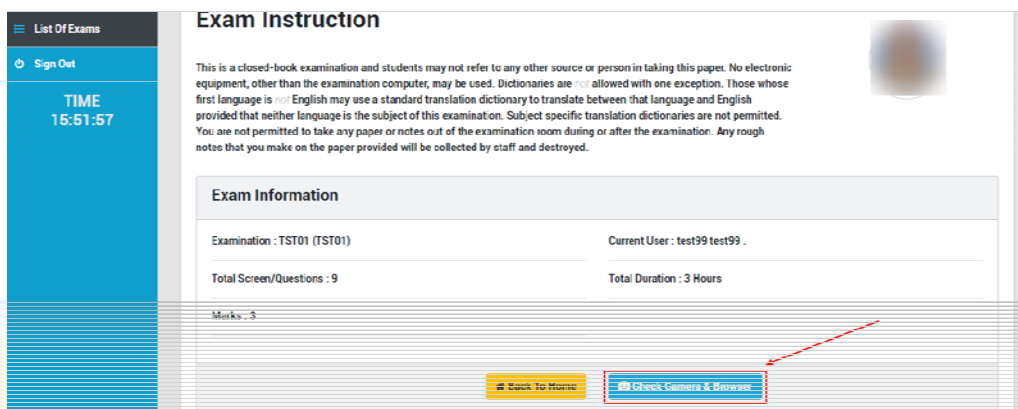 List Of Exams
Sign Out
TIME
15:51:57
Exam Instruction
This is a closed-book examination and students may not refer to any other source or person in taking this paper. No electronic
equipment, other than the examination computer, may be used. Dictionaries are not allowed with one exception. Those whose
first language is not English may use a standard translation dictionary to translate between that language and English
provided that neither language is the subject of this examination. Subject specific translation dictionaries are not permitted.
You are not permitted to take any paper or notes out of the examination room during or after the examination. Any rough
notes that you make on the paper provided will be collected by staff and destroyed.
Exam Information
Examination : TST01 (TST01)
Current User : test99 test99 .
Total Screen/Questions : 9
Total Duration : 3 Hours
Marks : 3
Back To Home
Check Camera & Browser